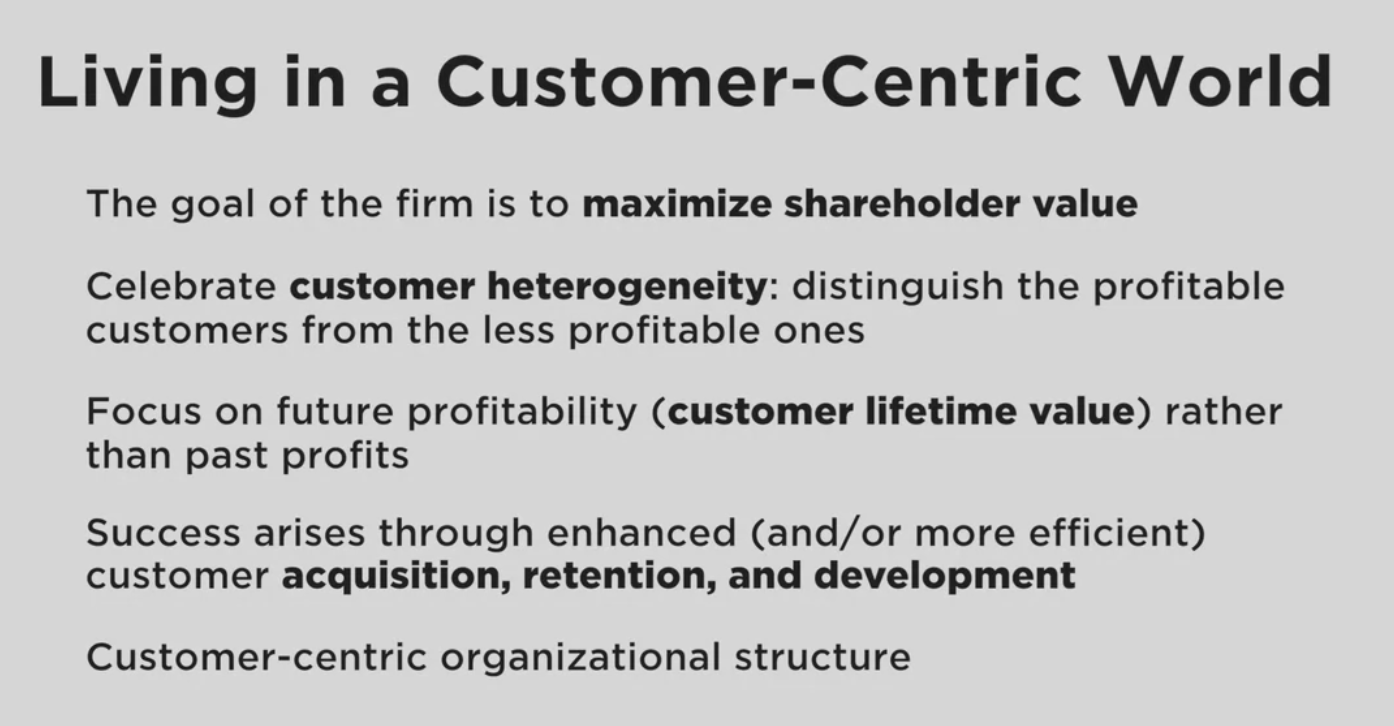 Living in a Customer-Centric World
The goal of the firm is to maximize shareholder value
Celebrate customer heterogeneity: distinguish the profitable
customers from the less profitable ones
Focus on future profitability (customer lifetime value) rather
than past profits
Success arises through enhanced (and/or more efficient)
customer acquisition, retention, and development
Customer-centric organizational structure